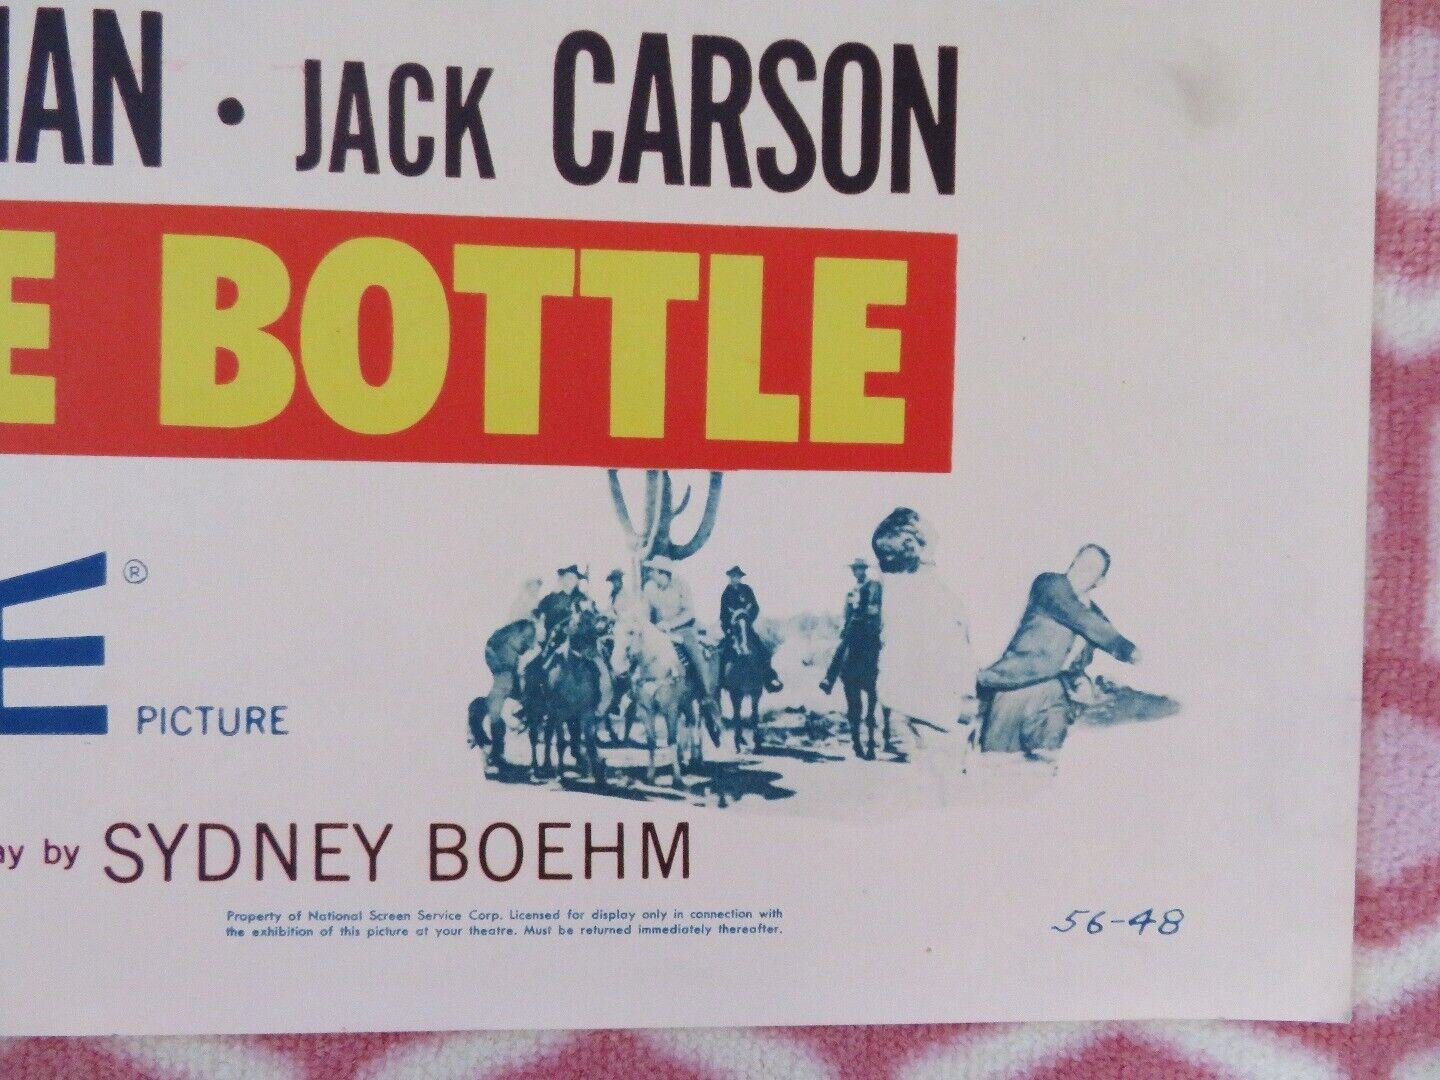 MAN • JACK CARSON
E BOTTLE
E ®
PICTURE
ay by SYDNEY BOEHM
Property of National Screen Service Corp. Licensed for display only in connection with
the exhibition of this picture at your theatre. Must be returned immediately thereafter.
56-48